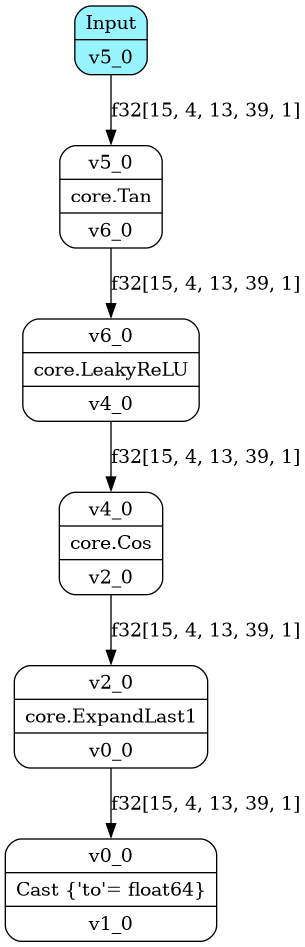 Input
v5_0
f32[15, 4, 13, 39, 1]
v5_0
core.Tan
v6_0
f32[15, 4, 13, 39, 1]
v6_0
core.LeakyReLU
v4_0
f32[15, 4, 13, 39, 1]
v4_0
core.Cos
v2_0
f32[15, 4, 13, 39, 1]
v2_0
core.ExpandLast1
v0_0
f32[15, 4, 13, 39, 1]
v0_0
Cast {'to'= float64}
v1_0